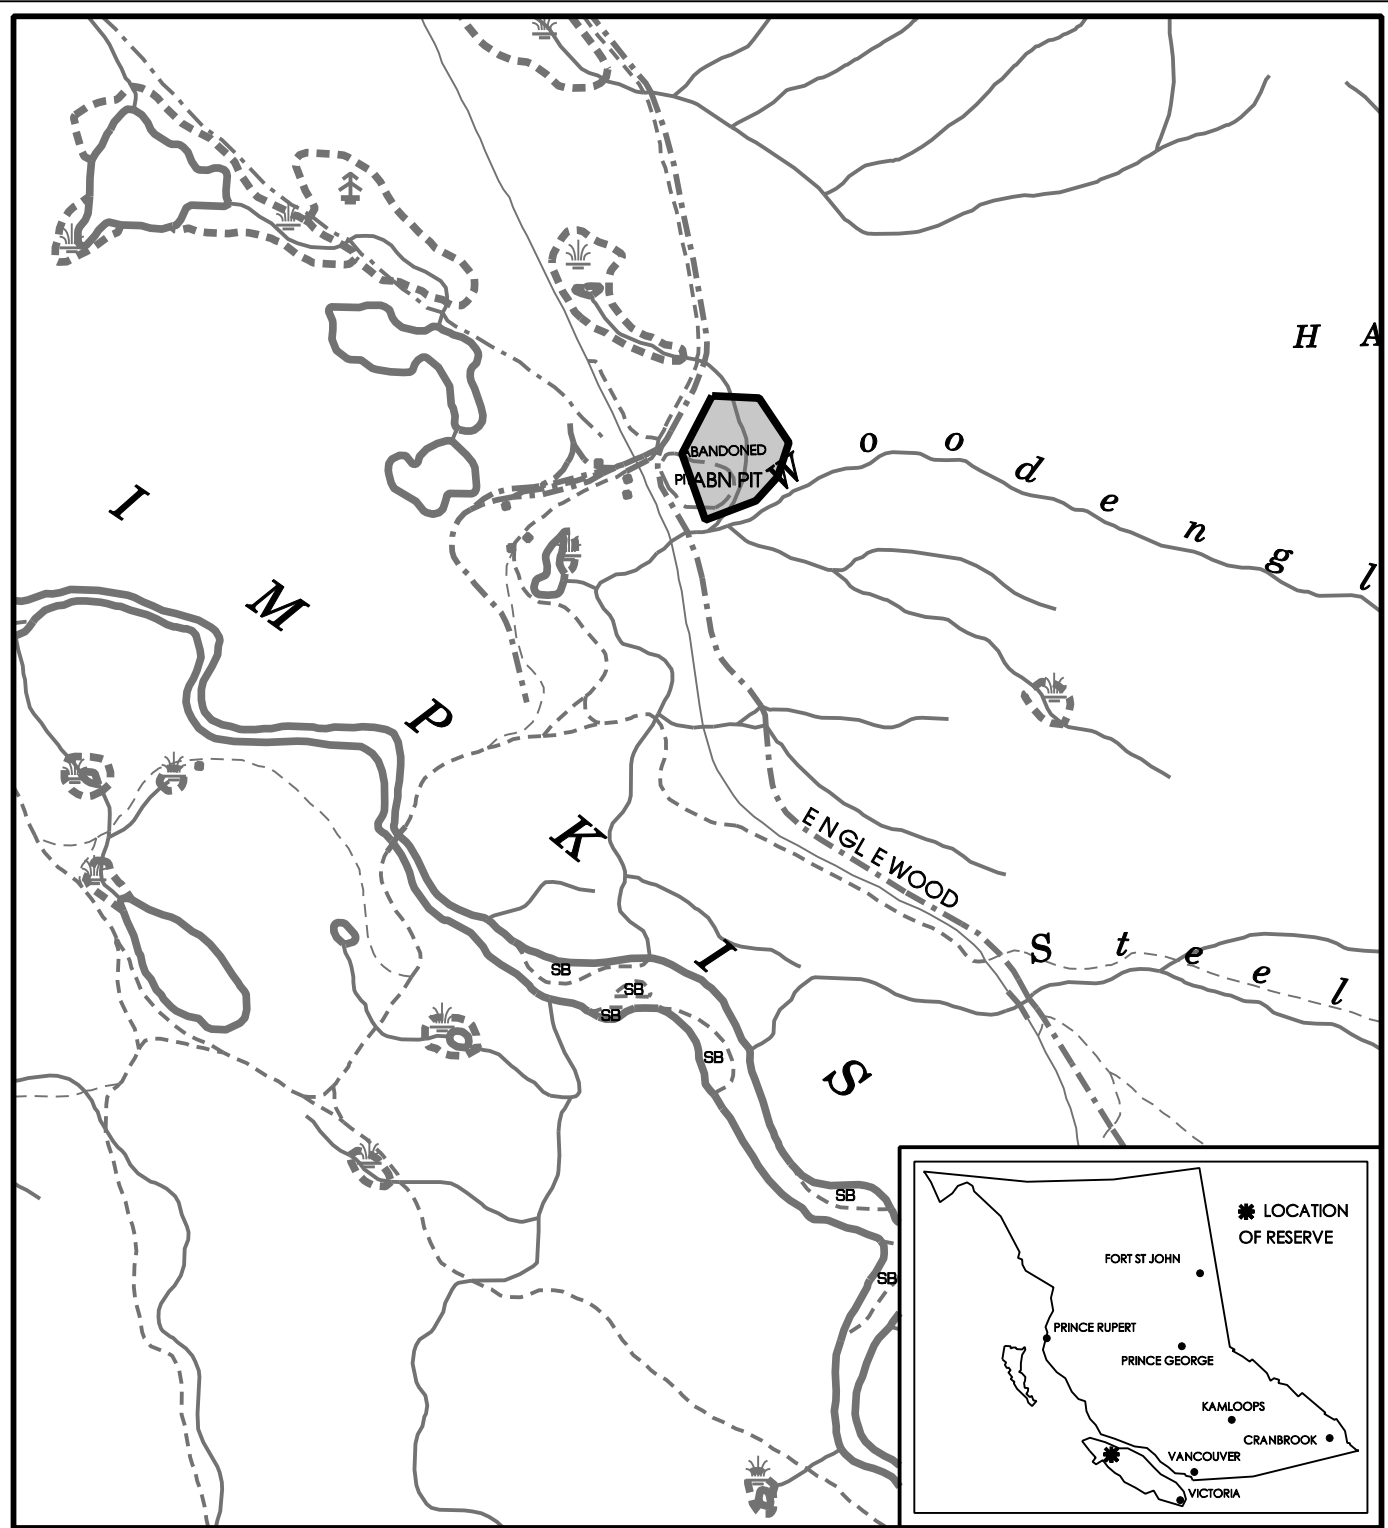 H A
ABANDONED
PIT ABN PIT
W o o d e n g l
I M P K I S
ENGLEWOOD
S t e e l
SB
SB
SB
SB
SB
SB
LOCATION
OF RESERVE
FORT ST JOHN
PRINCE RUPERT
PRINCE GEORGE
KAMLOOPS
CRANBROOK
VANCOUVER
VICTORIA